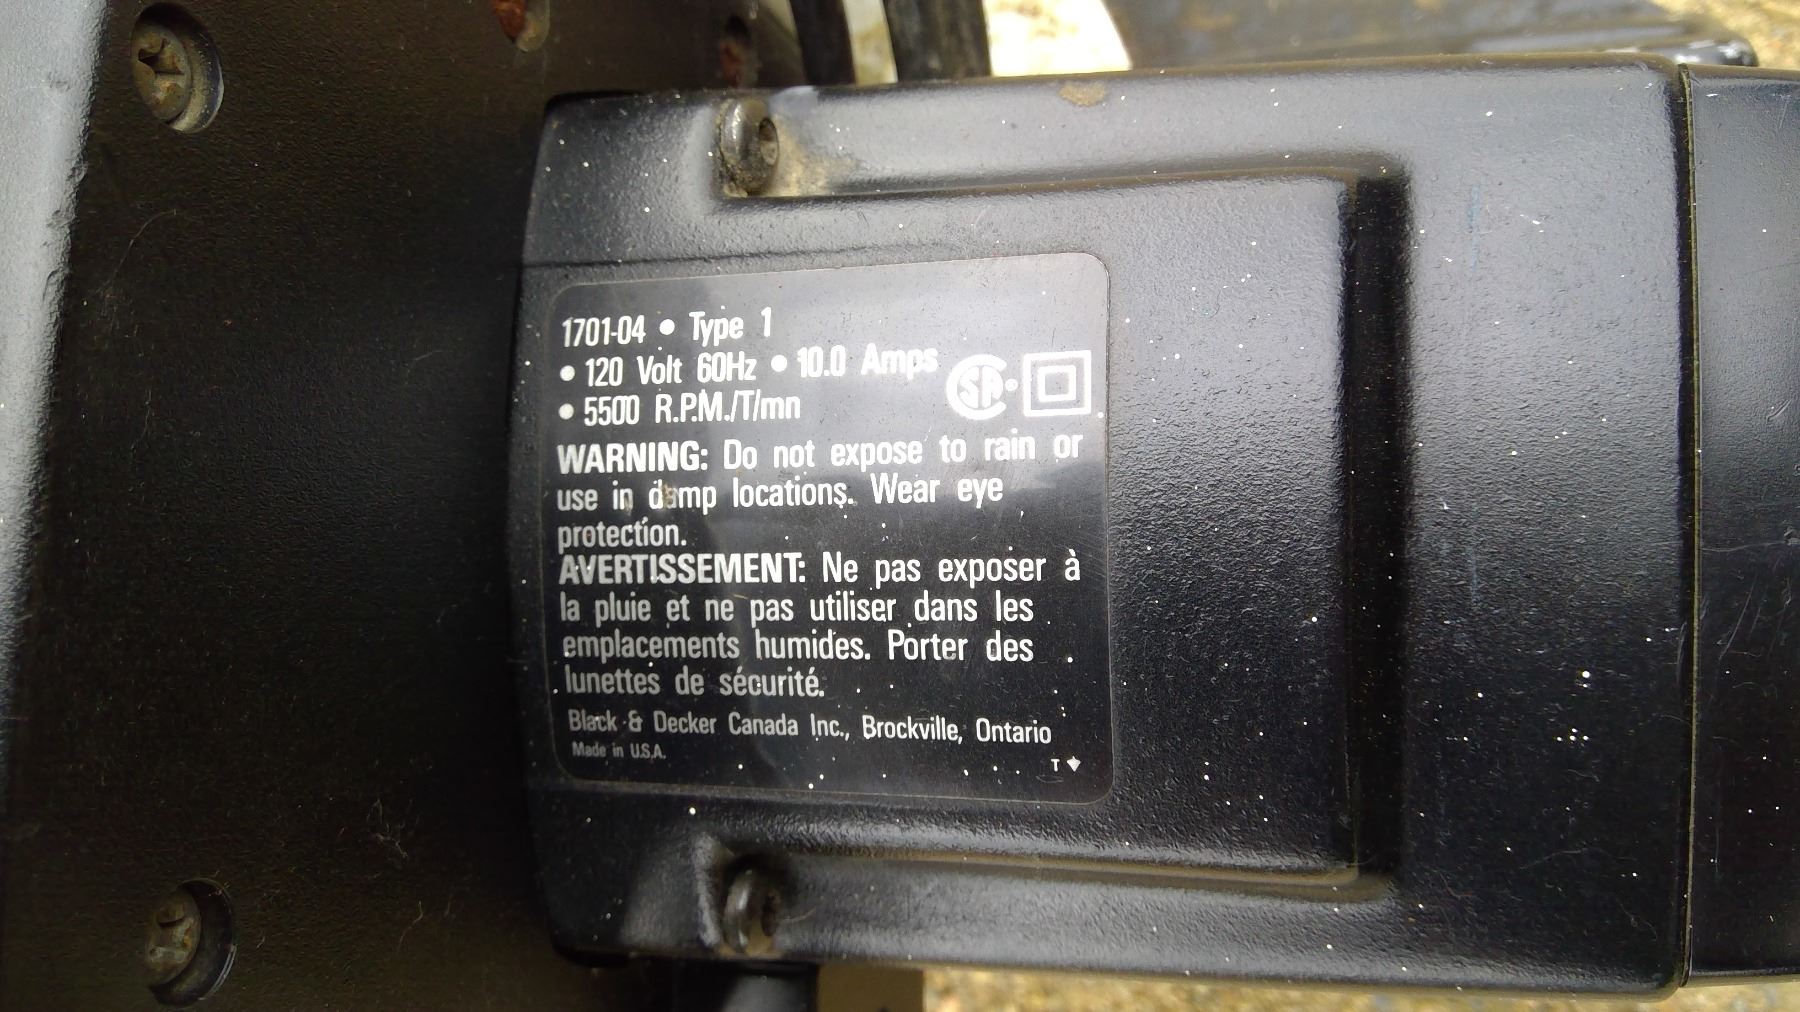 1701-04 • Type 1
• 120 Volt 60Hz • 10.0 Amps
• 5500 R.P.M./T/mn
WARNING: Do not expose to rain or
use in damp locations. Wear eye
protection.
AVERTISSEMENT: Ne pas exposer à
la pluie et ne pas utiliser dans les
emplacements humides. Porter des
lunettes de sécurité.
Black & Decker Canada Inc., Brockville, Ontario
Made in U.S.A.
T